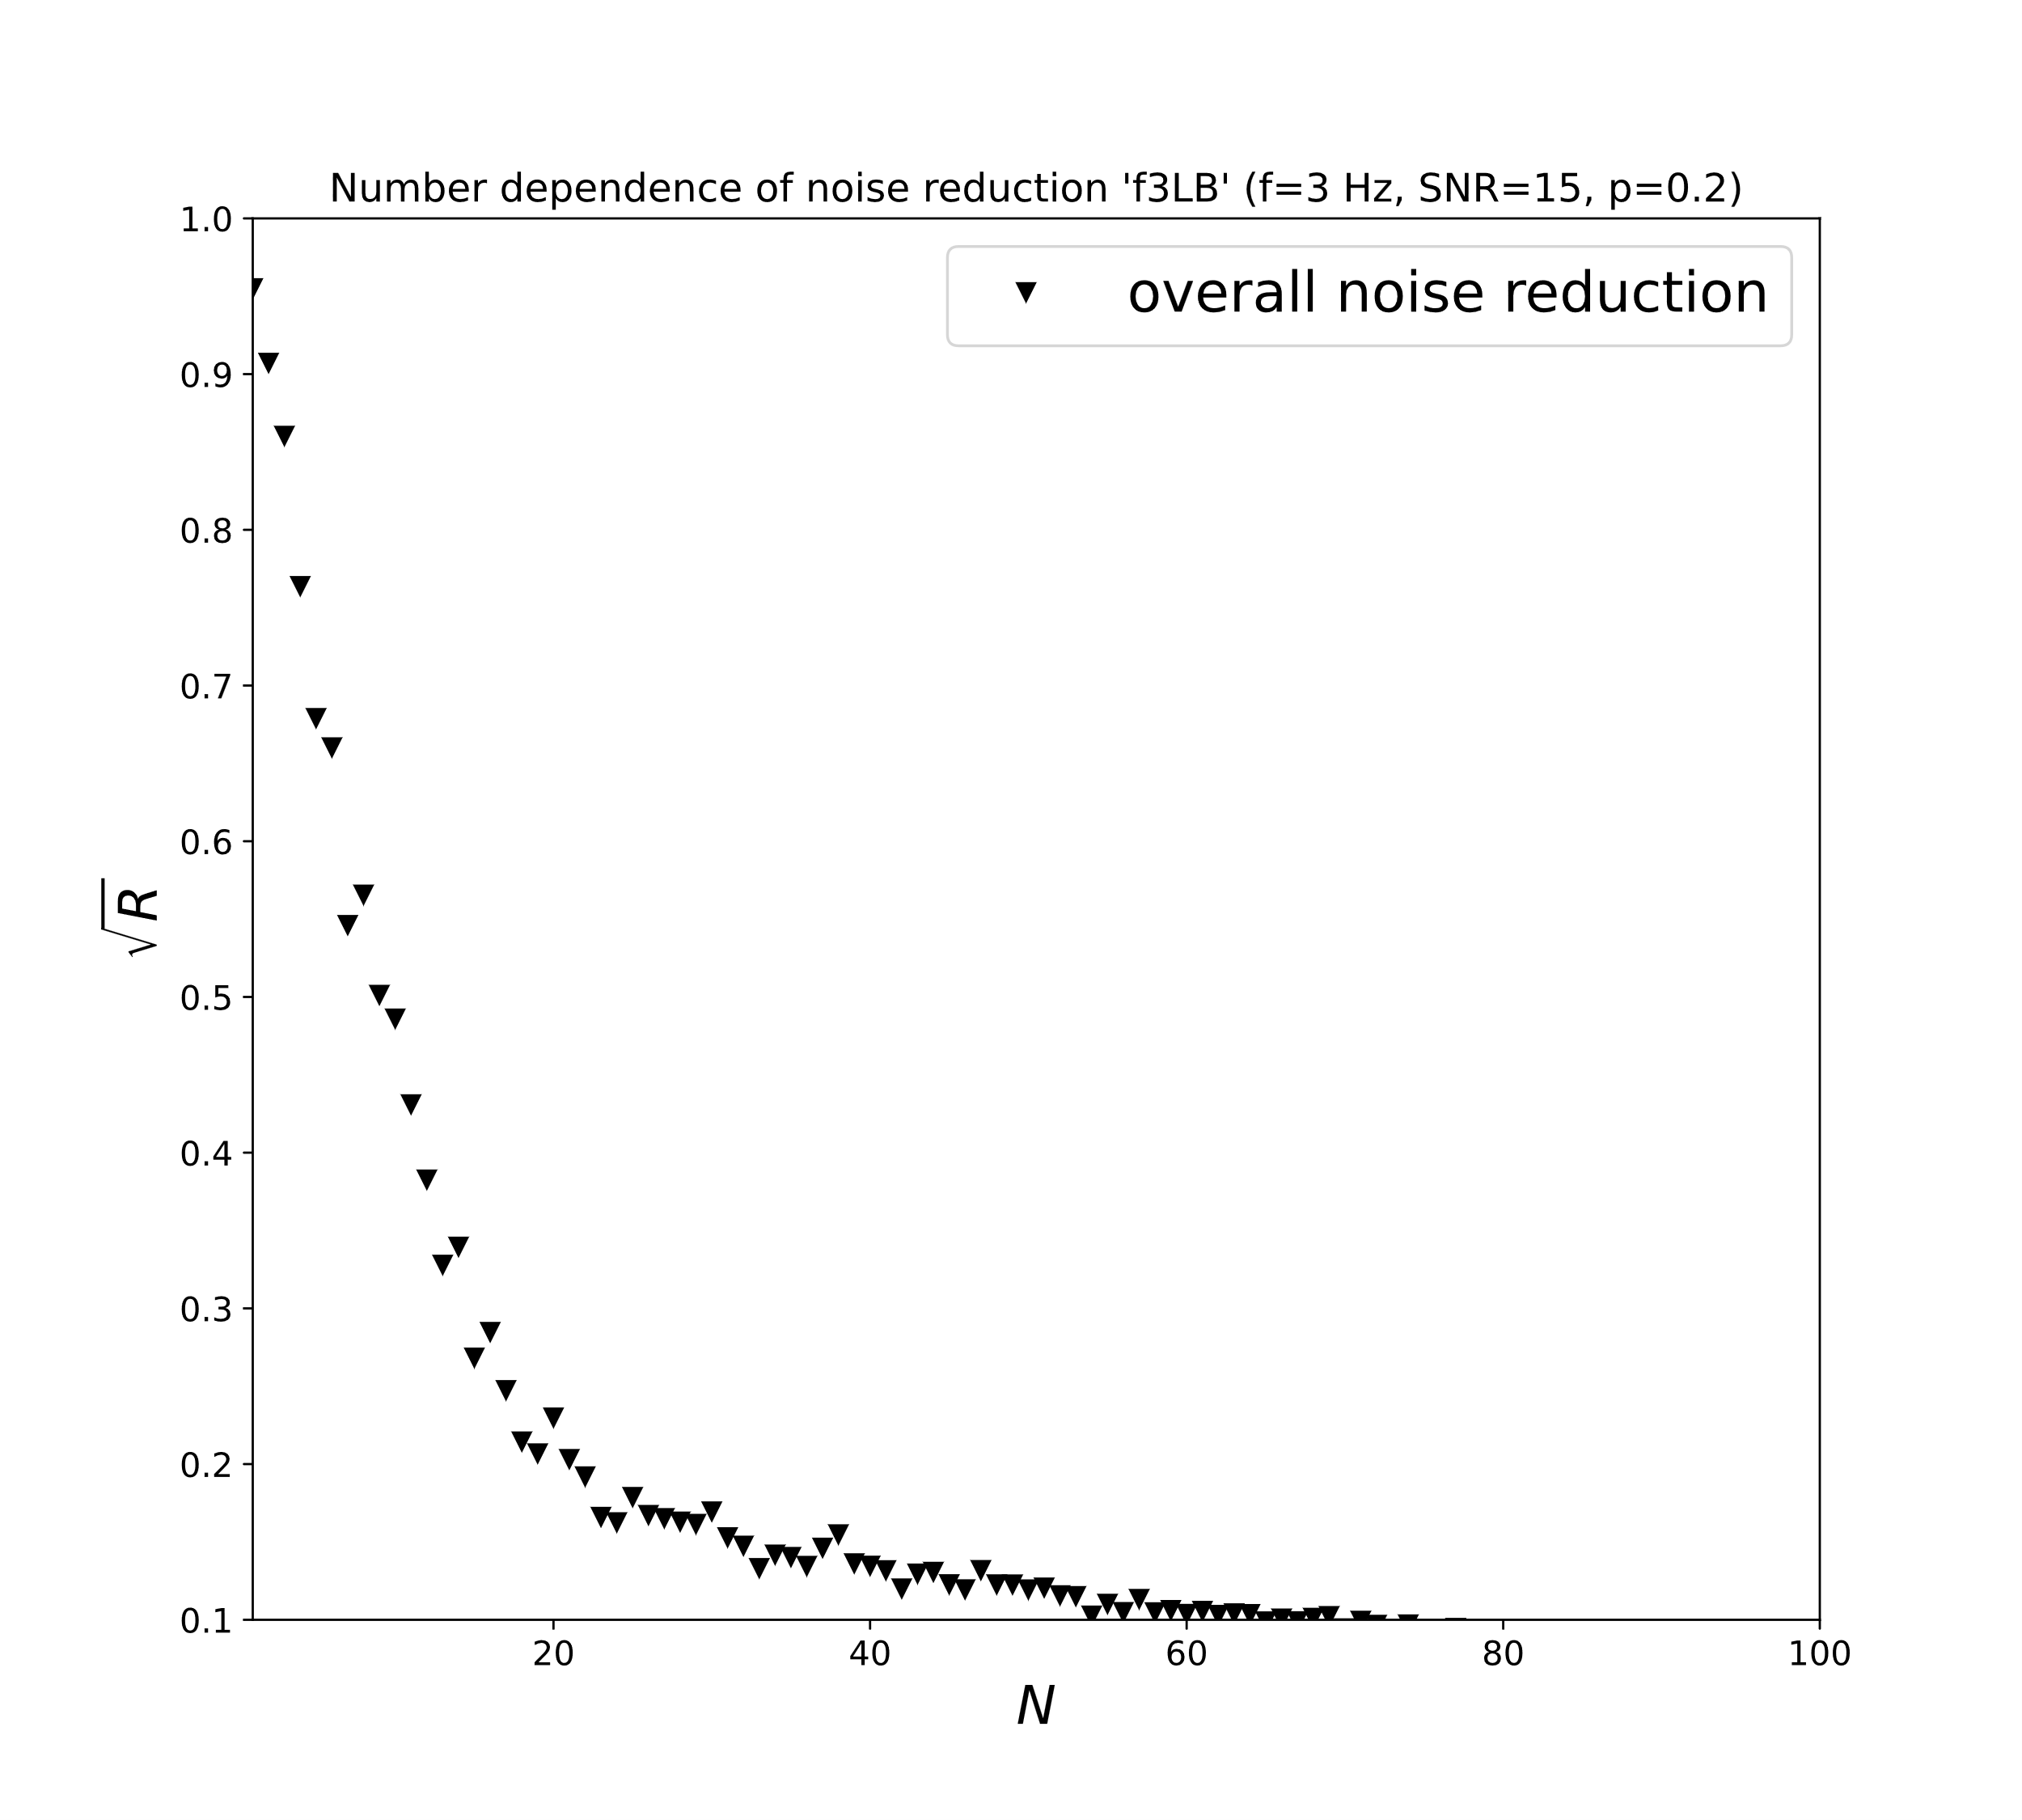 Number dependence of noise reduction 'f3LB' (f=3 Hz, SNR=15, p=0.2)
overall noise reduction
1.0
0.9
0.8
0.7
0.6
0.5
0.4
0.3
0.2
0.1
√R
20 40 60 80 100
N